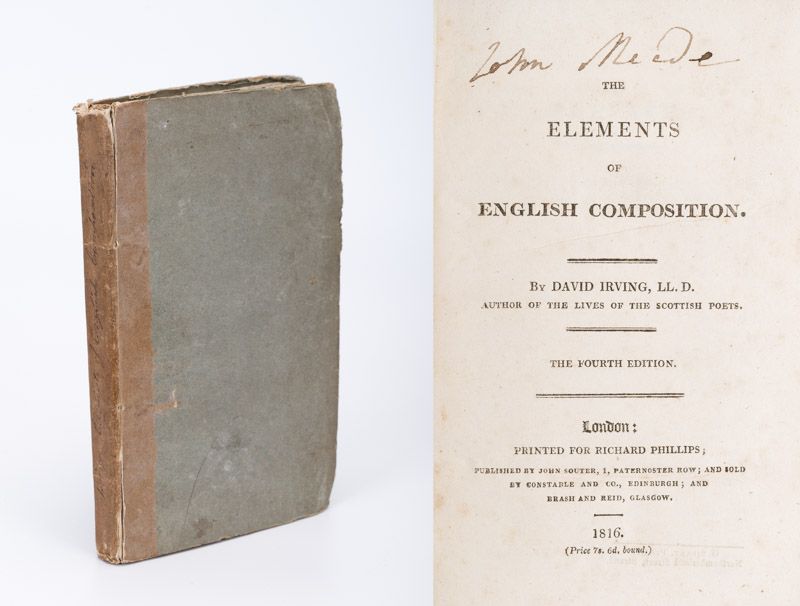 John Meade
THE
ELEMENTS
OF
ENGLISH COMPOSITION.
BY DAVID IRVING, LL. D.
AUTHOR OF THE LIVES OF THE SCOTTISH POETS.
THE FOURTH EDITION.
London:
PRINTED FOR RICHARD PHILLIPS;
PUBLISHED BY JOHN SOUTER, 1, PATERNOSTER ROW; AND SOLD
BY CONSTABLE AND CO., EDINBURGH; AND
BRASH AND REID, GLASGOW.
1816.
(Price 7s. 6d. bound.)